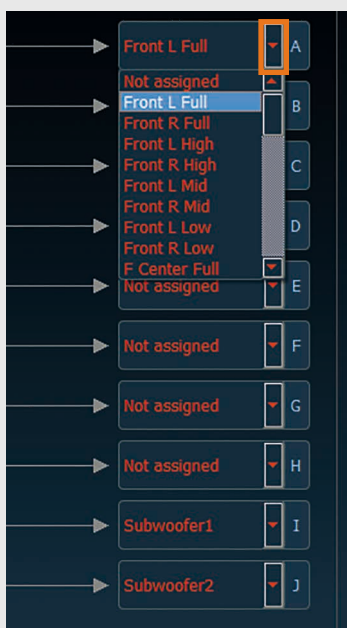 Front L Full A
Not assigned
Front L Full B
Front R Full
Front L High
Front R High C
Front L Mid
Front R Mid
Front L Low D
Front R Low
F Center Full
Not assigned E
Not assigned F
Not assigned G
Not assigned H
Subwoofer1 I
Subwoofer2 J